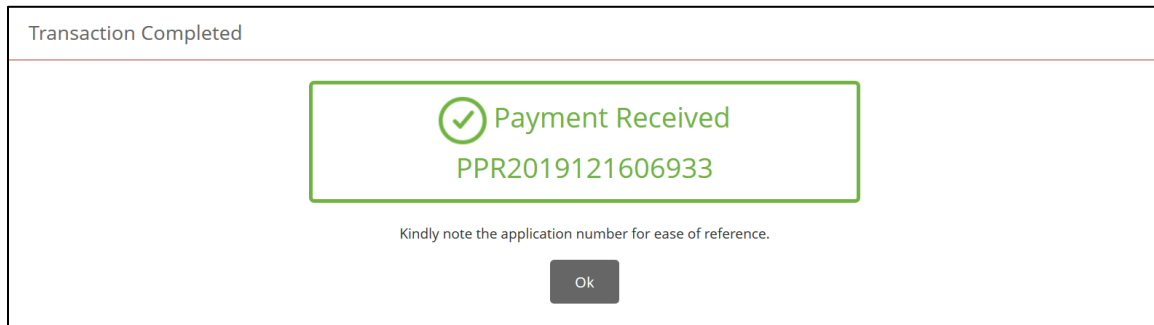 Transaction Completed
Payment Received
PPR2019121606933
Kindly note the application number for ease of reference.
Ok